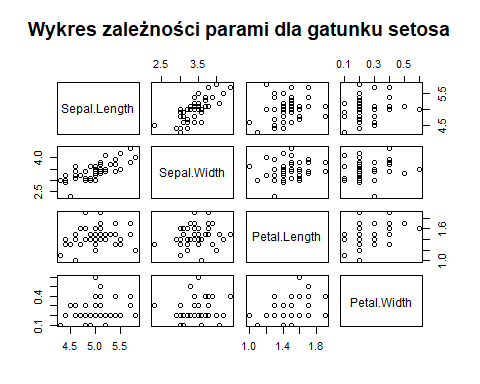 Wykres zależności parami dla gatunku setosa
2.5 3.5 0.1 0.3 0.5
Sepal.Length
4.5 5.5
2.5 4.0
Sepal.Width
Petal.Length
1.0 1.6
0.1 0.4
Petal.Width
4.5 5.0 5.5 1.0 1.4 1.8